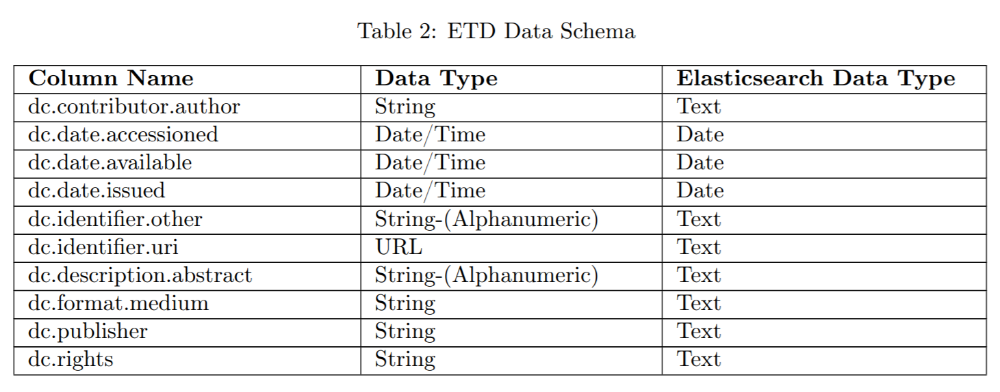 Table 2: ETD Data Schema
Column Name Data Type Elasticsearch Data Type
dc.contributor.author String Text
dc.date.accessioned Date/Time Date
dc.date.available Date/Time Date
dc.date.issued Date/Time Date
dc.identifier.other String-(Alphanumeric) Text
dc.identifier.uri URL Text
dc.description.abstract String-(Alphanumeric) Text
dc.format.medium String Text
dc.publisher String Text
dc.rights String Text